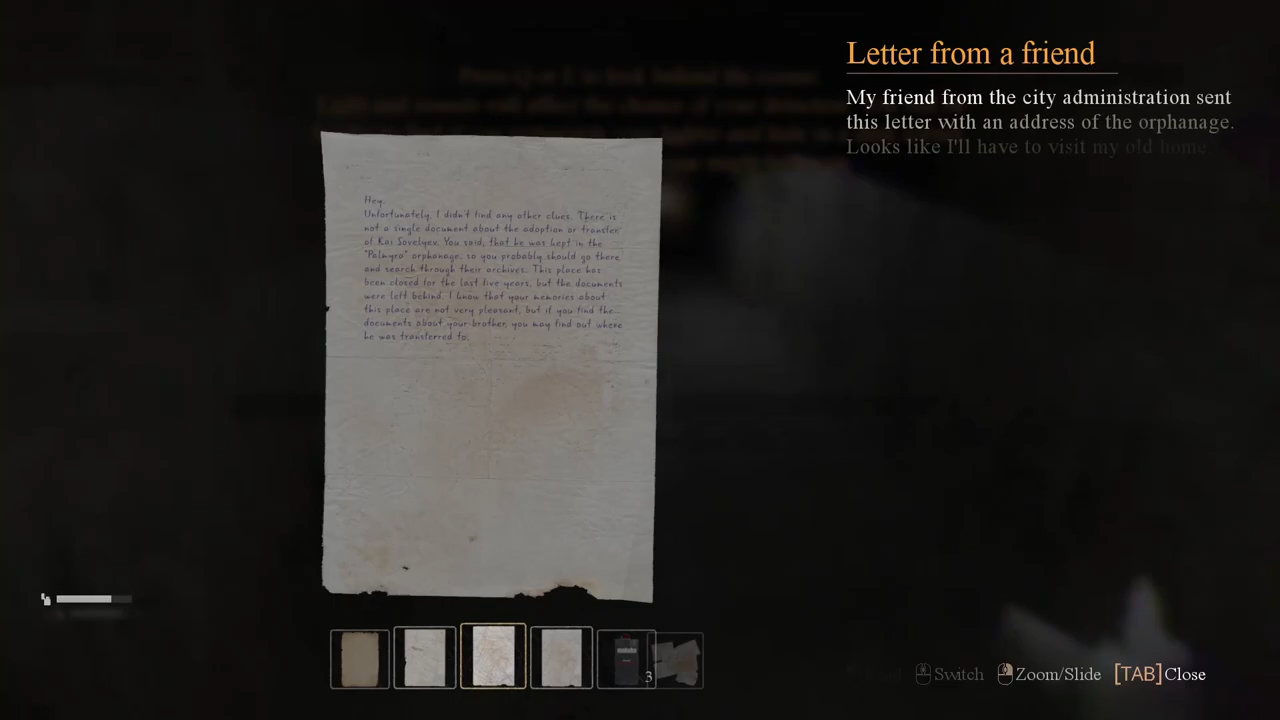 Letter from a friend
My friend from the city administration sent
this letter with an address of the orphanage.
Looks like I'll have to visit my old home
Hey.
Unfortunately, I didn't find any other clues. There is
not a single document about the adoption or transfer
of Kai Sovelyev. You said, that he was kept in the
"Palmyra" orphanage, so you probably should go there
and search through their archives. This place has
been closed for the last five years, but the documents
were left behind. I know that your memories about
this place are not very pleasant, but if you find the
documents about your brother, you may find out where
he was transferred to.
3
Switch
Zoom/Slide
[TAB] Close